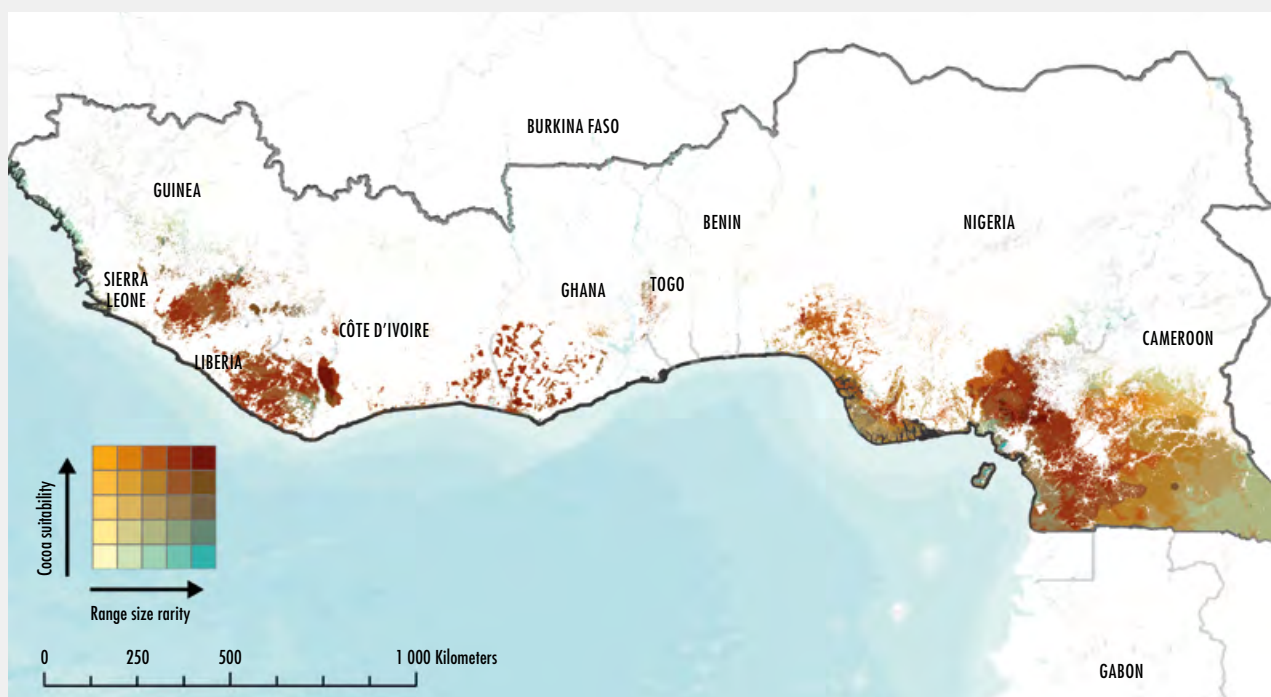 BURKINA FASO
GUINEA
BENIN
NIGERIA
SIERRA
LEONE
GHANA
TOGO
CÔTE D'IVOIRE
CAMEROON
LIBERIA
Cocoa suitability
Range size rarity
0 250 500 1 000 Kilometers
GABON